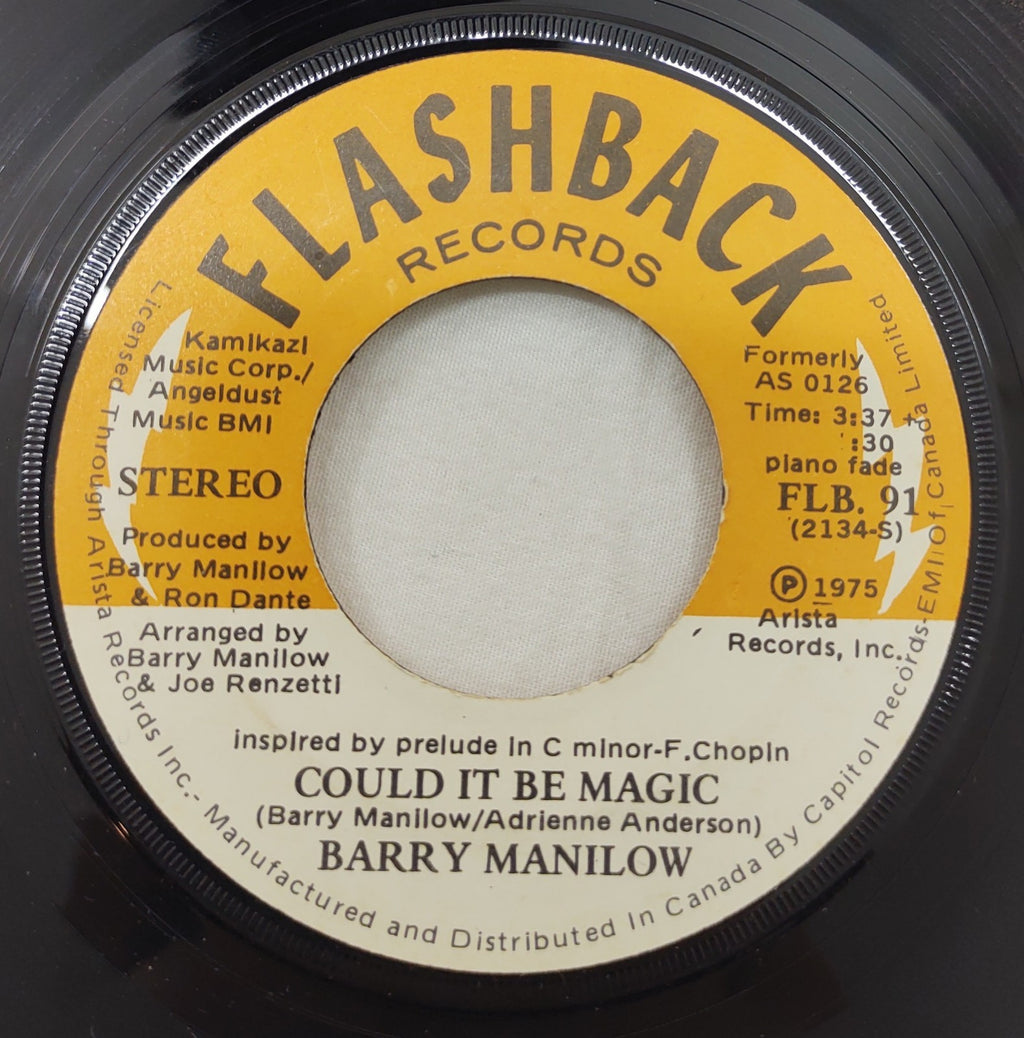 FLASHBACK
RECORDS
Kamikazi
Music Corp./
Angeldust
Music BMI
STEREO
Produced by
Barry Manilow
& Ron Dante
Arranged by
Barry Manilow
& Joe Renzetti
Formerly
AS 0126
Time: 3:37 +
:30
piano fade
FLB. 91
(2134-S)
Ⓟ 1975
Arista
Records, Inc.
inspired by prelude in C minor-F.Chopin
COULD IT BE MAGIC
(Barry Manilow/Adrienne Anderson)
BARRY MANILOW
Licensed Through Arista Records Inc.- Manufactured and Distributed In Canada By Capitol Records-EMI Of Canada Limited